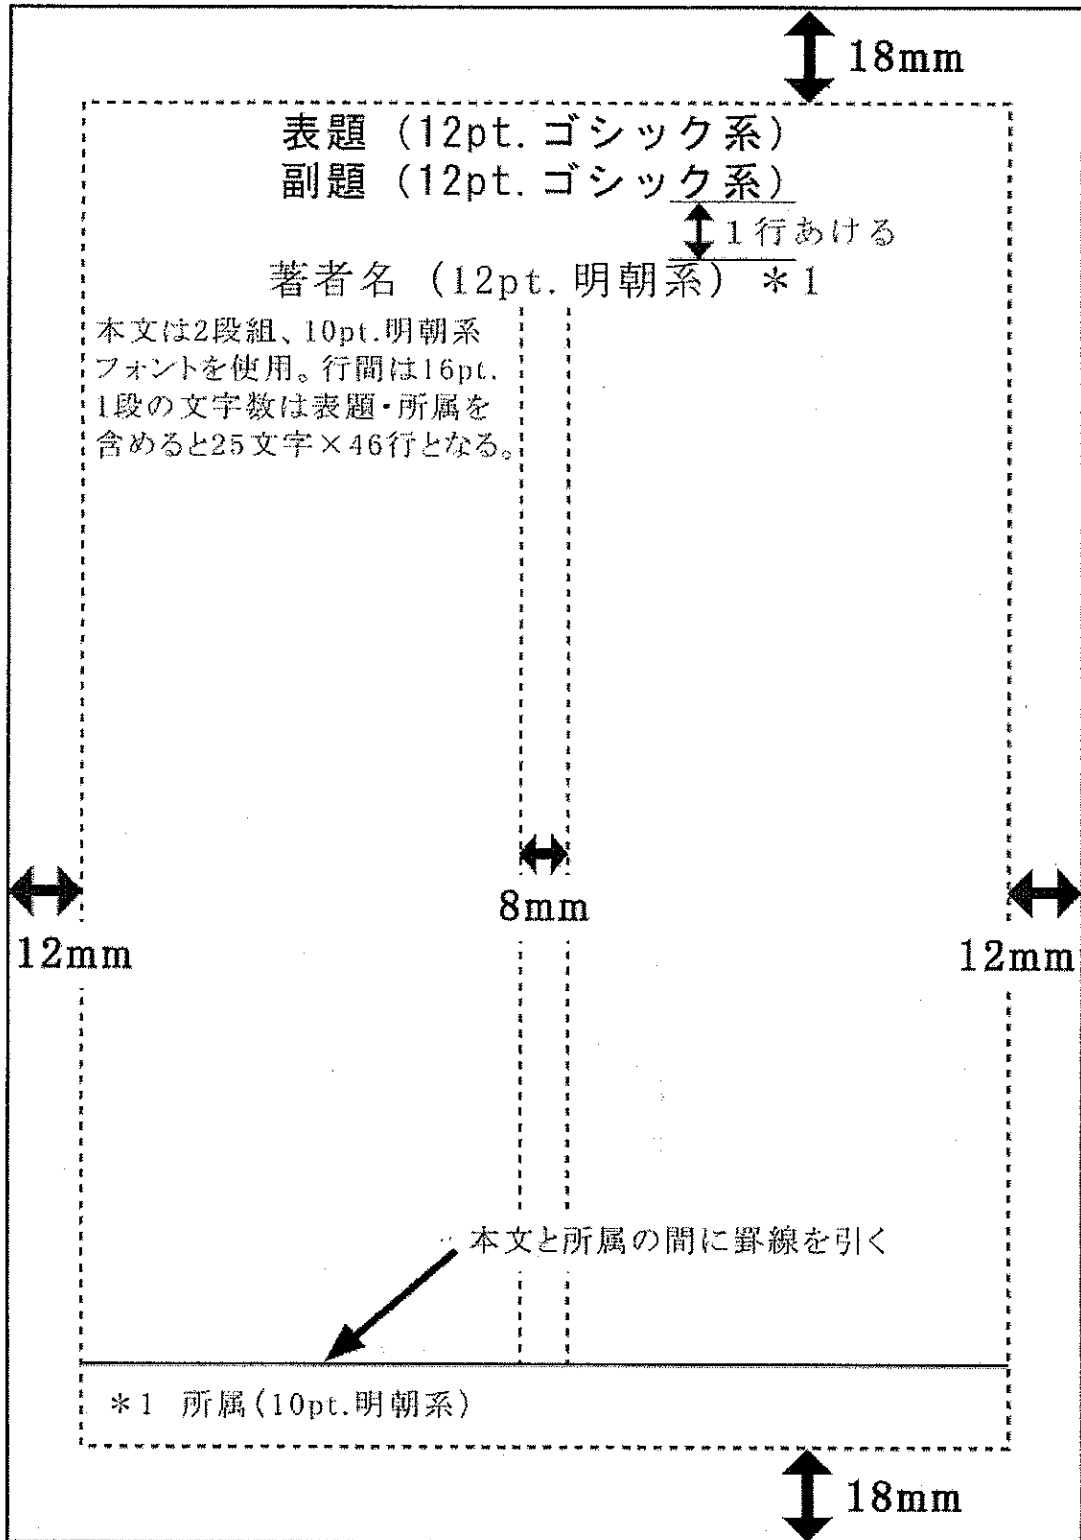 18mm
表題 (12pt. ゴシック系)
副題 (12pt. ゴシック系)
1行あける
著者名 (12pt. 明朝系) *1
本文は2段組、10pt.明朝系
フォントを使用。行間は16pt.
1段の文字数は表題・所属を
含めると25文字×46行となる。
8mm
12mm
12mm
本文と所属の間に罫線を引く
*1 所属(10pt.明朝系)
18mm